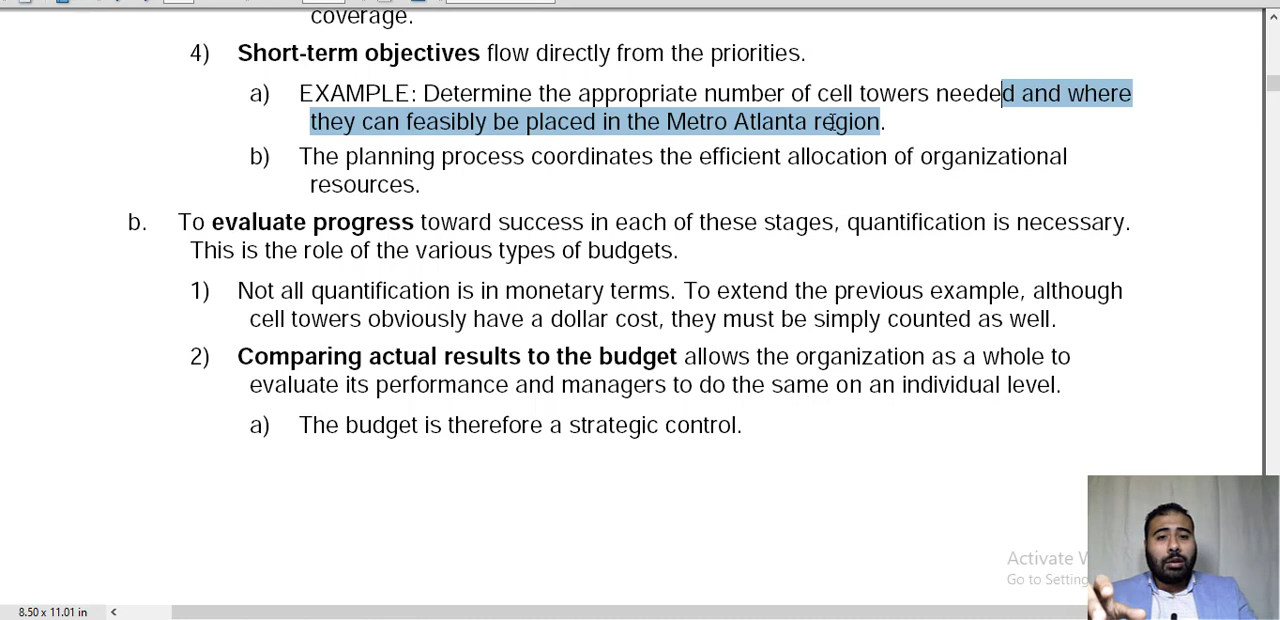 coverage.
4) Short-term objectives flow directly from the priorities.
a) EXAMPLE: Determine the appropriate number of cell towers needed and where
they can feasibly be placed in the Metro Atlanta region.
b) The planning process coordinates the efficient allocation of organizational
resources.
b. To evaluate progress toward success in each of these stages, quantification is necessary.
This is the role of the various types of budgets.
1) Not all quantification is in monetary terms. To extend the previous example, although
cell towers obviously have a dollar cost, they must be simply counted as well.
2) Comparing actual results to the budget allows the organization as a whole to
evaluate its performance and managers to do the same on an individual level.
a) The budget is therefore a strategic control.
Activate
Go to Setting
8.50 x 11.01 in